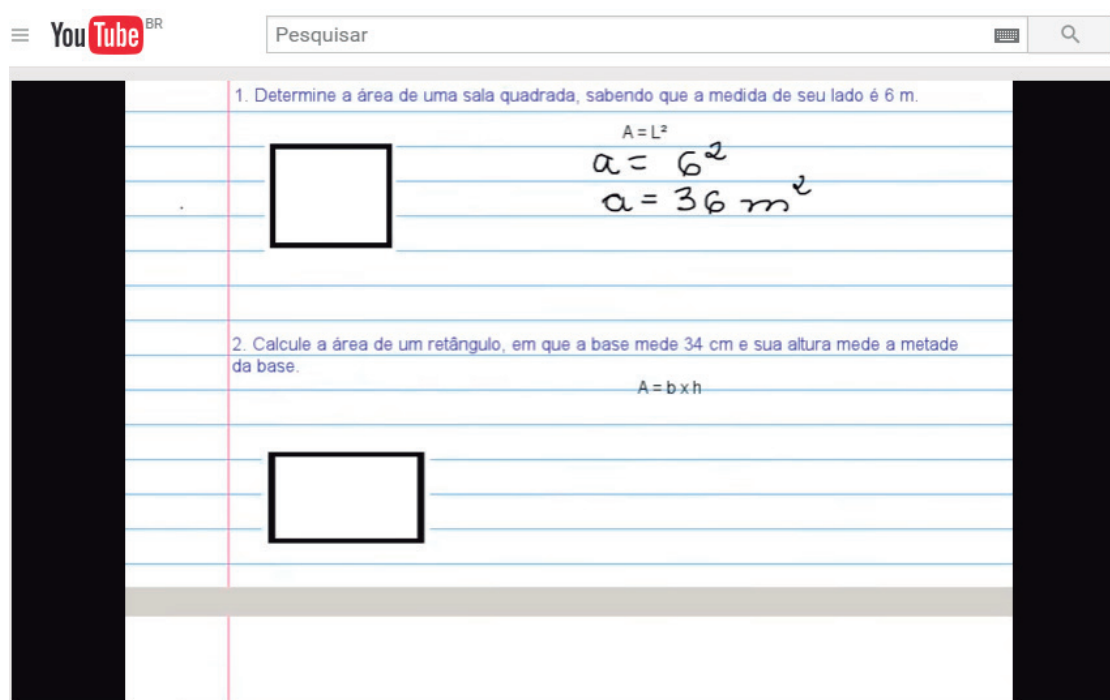 YouTube BR
Pesquisar
1. Determine a área de uma sala quadrada, sabendo que a medida de seu lado é 6 m.
A = L²
a = 6²
a = 36 m²
2. Calcule a área de um retângulo, em que a base mede 34 cm e sua altura mede a metade
da base.
A = b x h